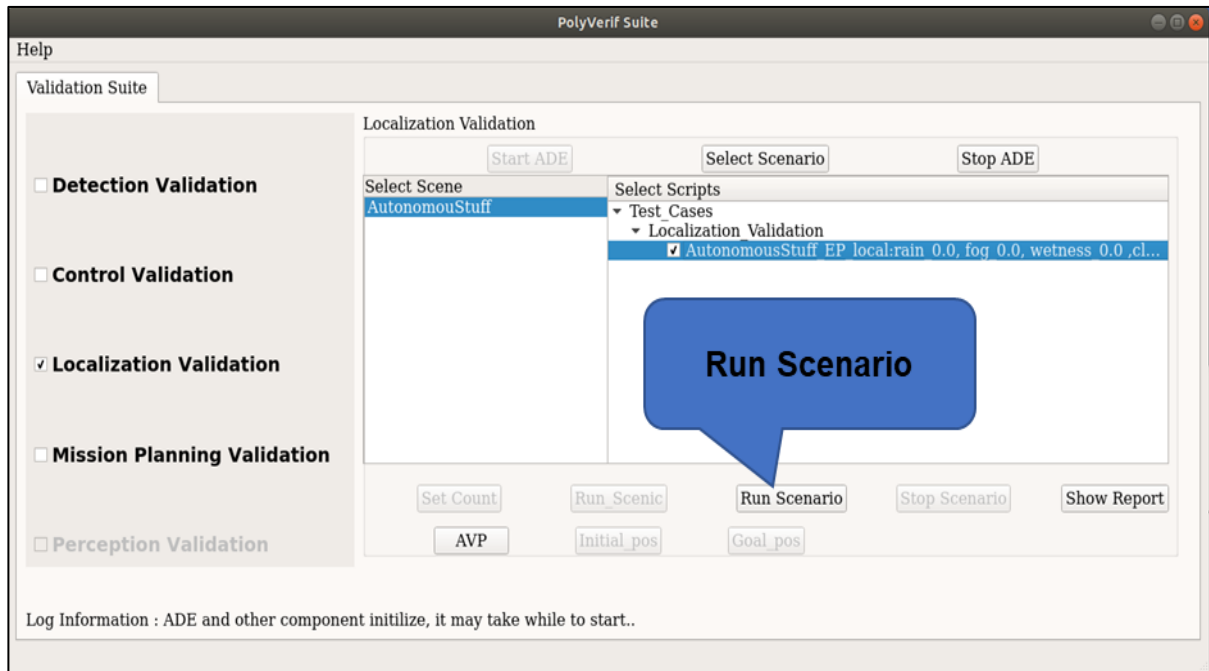 PolyVerif Suite
Help
Validation Suite
Detection Validation
Control Validation
Localization Validation
Mission Planning Validation
Perception Validation
Localization Validation
Start ADE
Select Scenario
Stop ADE
Select Scene
AutonomouStuff
Select Scripts
Test_Cases
Localization_Validation
AutonomousStuff_EP_local:rain_0.0, fog_0.0, wetness_0.0 ,cl...
Run Scenario
Set Count
Run_Scenic
Run Scenario
Stop Scenario
Show Report
AVP
Initial_pos
Goal_pos
Log Information : ADE and other component initilize, it may take while to start..